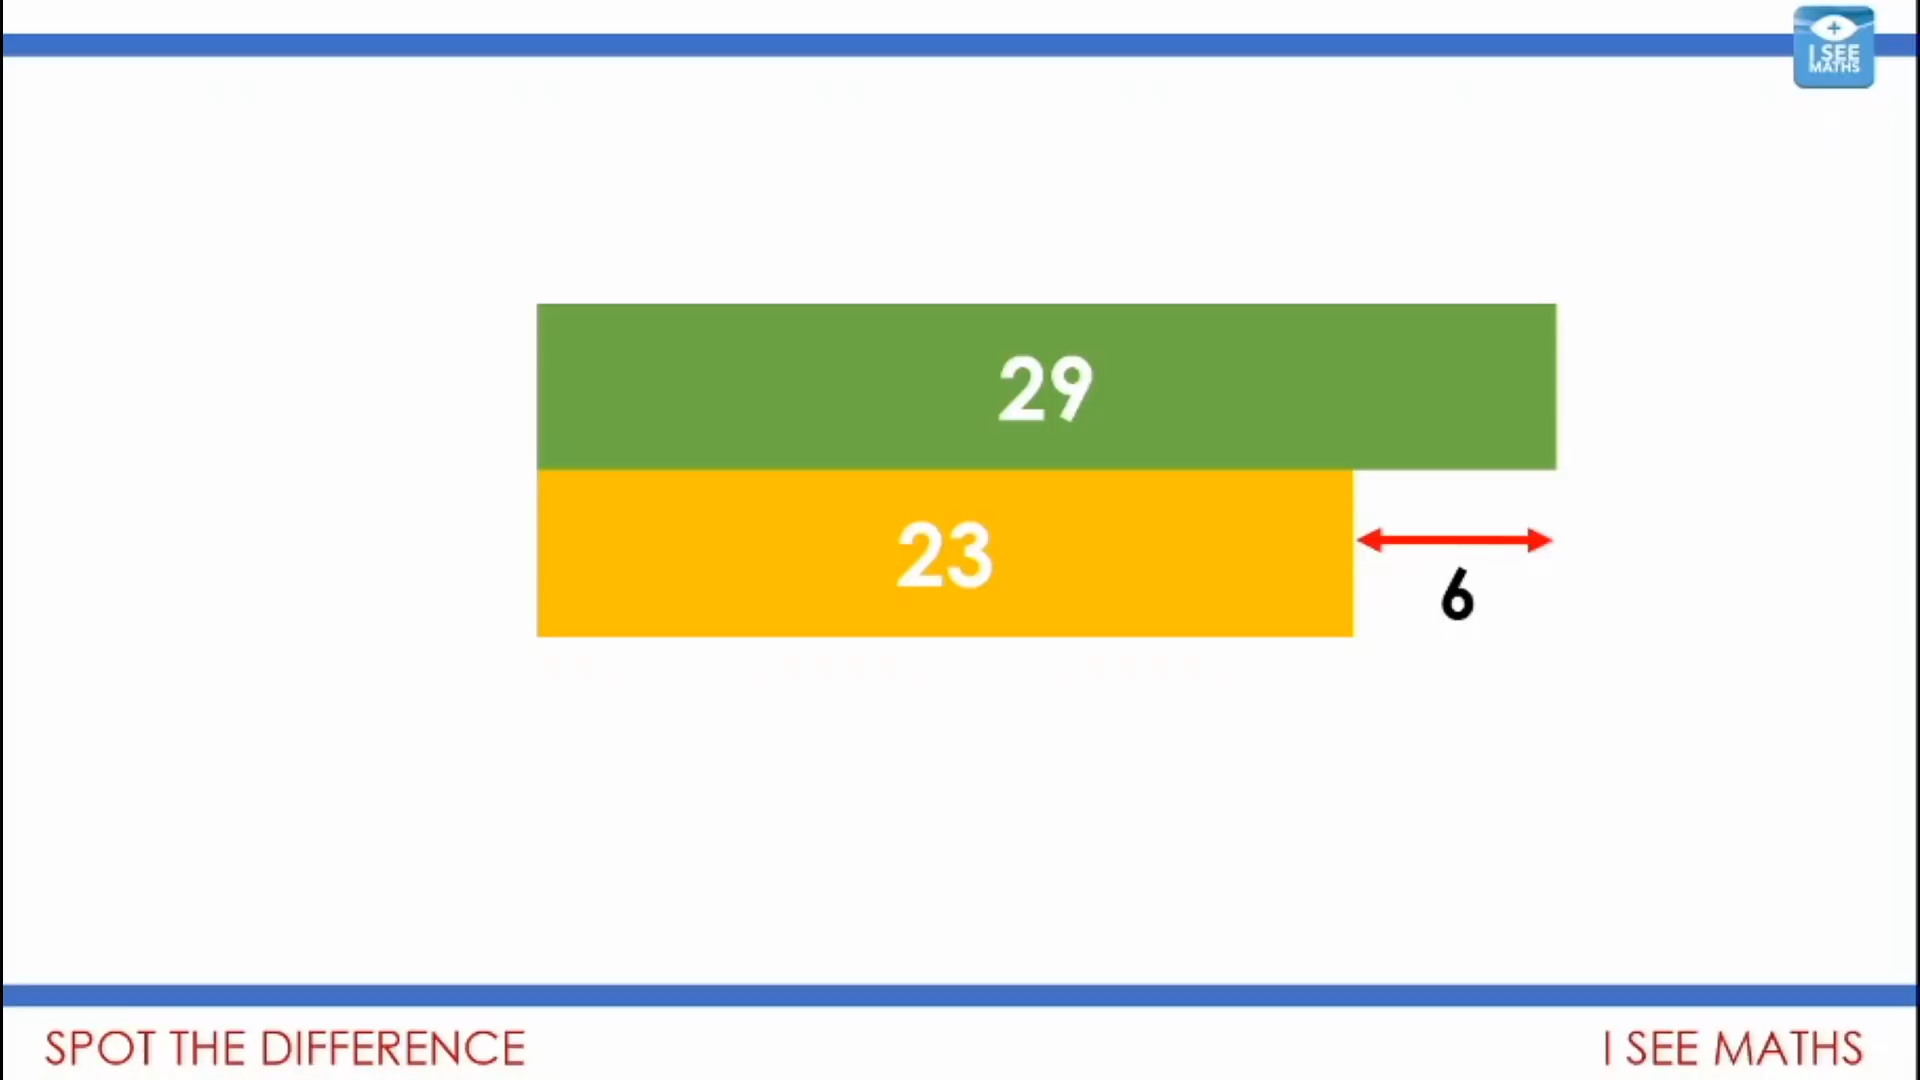 I SEE
MATHS
29
23
6
SPOT THE DIFFERENCE
I SEE MATHS